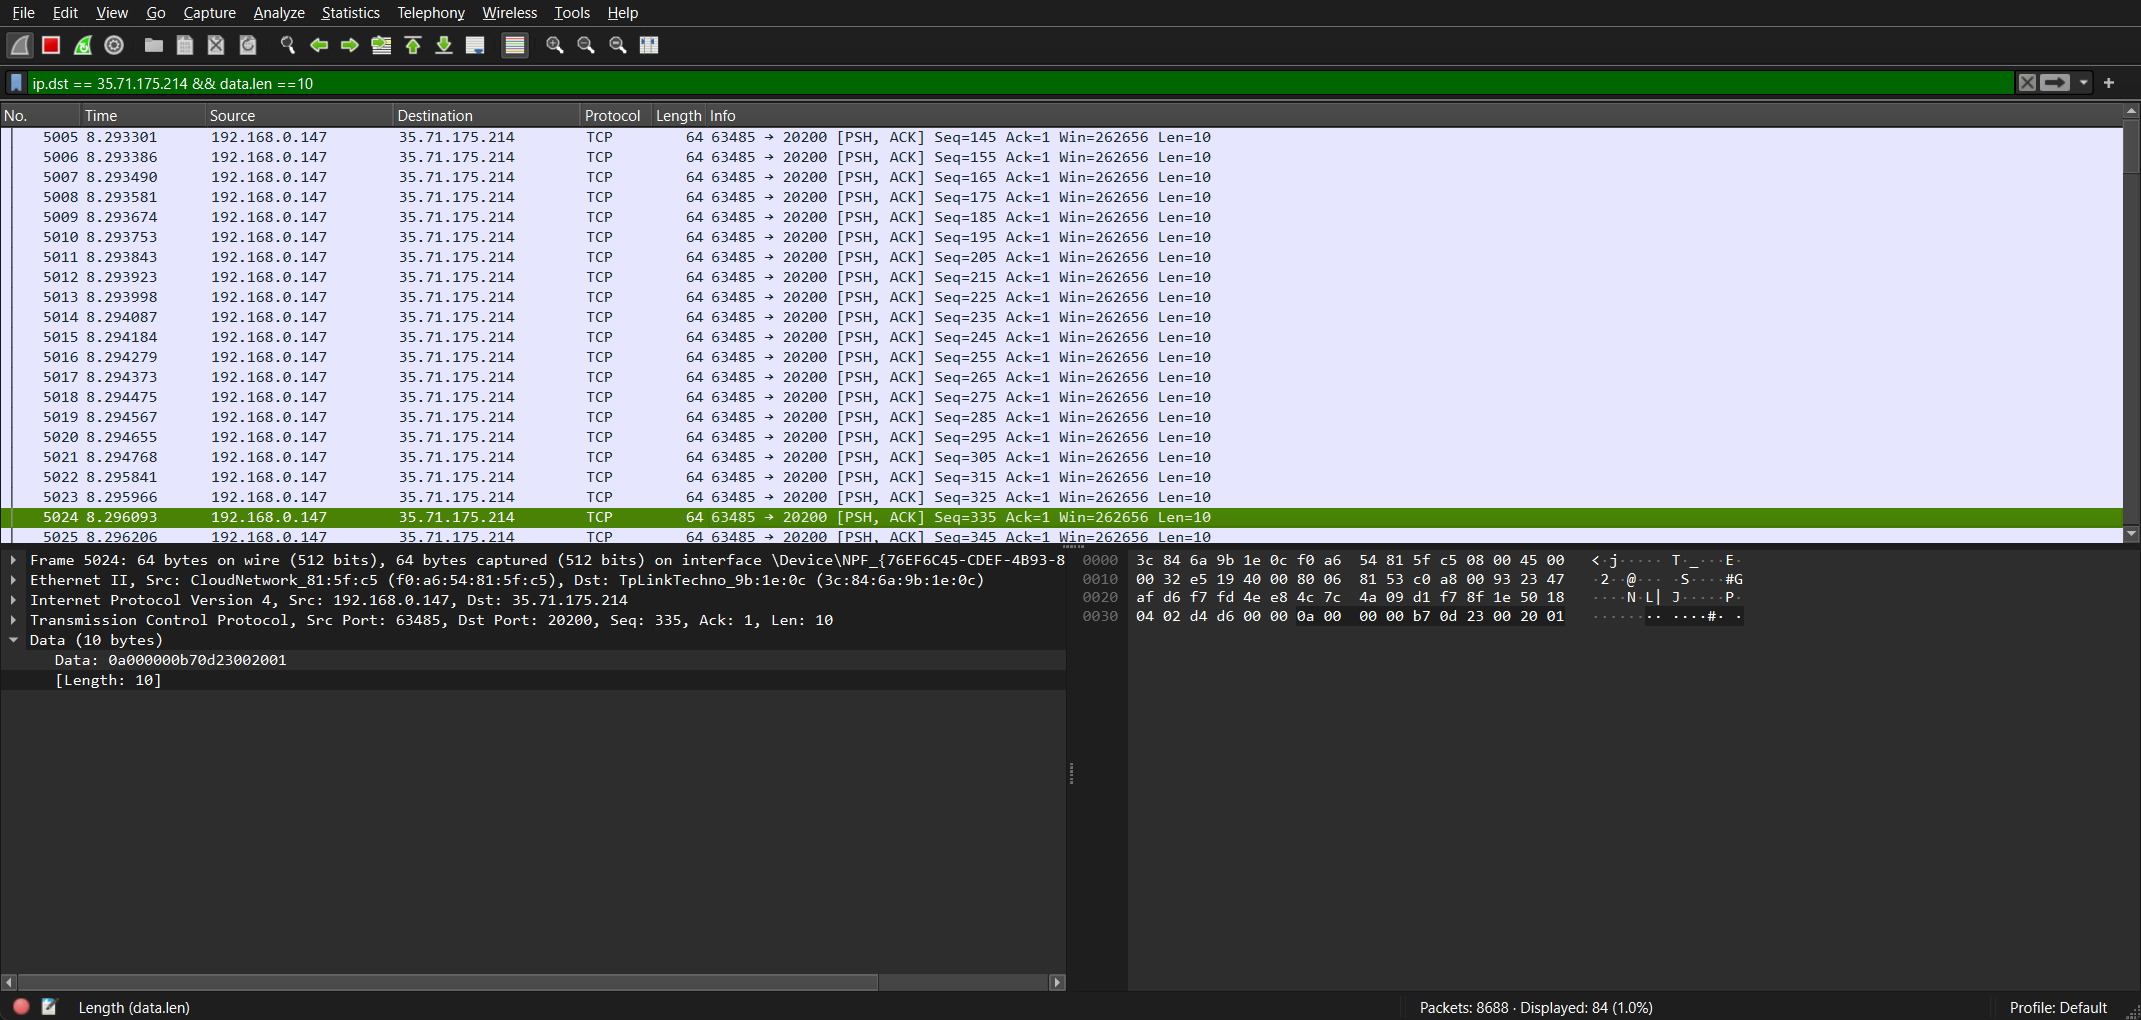 File Edit View Go Capture Analyze Statistics Telephony Wireless Tools Help
ip.dst == 35.71.175.214 && data.len ==10
No. Time Source Destination Protocol Length Info
5005 8.293301 192.168.0.147 35.71.175.214 TCP 64 63485 → 20200 [PSH, ACK] Seq=145 Ack=1 Win=262656 Len=10
5006 8.293386 192.168.0.147 35.71.175.214 TCP 64 63485 → 20200 [PSH, ACK] Seq=155 Ack=1 Win=262656 Len=10
5007 8.293490 192.168.0.147 35.71.175.214 TCP 64 63485 → 20200 [PSH, ACK] Seq=165 Ack=1 Win=262656 Len=10
5008 8.293581 192.168.0.147 35.71.175.214 TCP 64 63485 → 20200 [PSH, ACK] Seq=175 Ack=1 Win=262656 Len=10
5009 8.293674 192.168.0.147 35.71.175.214 TCP 64 63485 → 20200 [PSH, ACK] Seq=185 Ack=1 Win=262656 Len=10
5010 8.293753 192.168.0.147 35.71.175.214 TCP 64 63485 → 20200 [PSH, ACK] Seq=195 Ack=1 Win=262656 Len=10
5011 8.293843 192.168.0.147 35.71.175.214 TCP 64 63485 → 20200 [PSH, ACK] Seq=205 Ack=1 Win=262656 Len=10
5012 8.293923 192.168.0.147 35.71.175.214 TCP 64 63485 → 20200 [PSH, ACK] Seq=215 Ack=1 Win=262656 Len=10
5013 8.293998 192.168.0.147 35.71.175.214 TCP 64 63485 → 20200 [PSH, ACK] Seq=225 Ack=1 Win=262656 Len=10
5014 8.294087 192.168.0.147 35.71.175.214 TCP 64 63485 → 20200 [PSH, ACK] Seq=235 Ack=1 Win=262656 Len=10
5015 8.294184 192.168.0.147 35.71.175.214 TCP 64 63485 → 20200 [PSH, ACK] Seq=245 Ack=1 Win=262656 Len=10
5016 8.294279 192.168.0.147 35.71.175.214 TCP 64 63485 → 20200 [PSH, ACK] Seq=255 Ack=1 Win=262656 Len=10
5017 8.294373 192.168.0.147 35.71.175.214 TCP 64 63485 → 20200 [PSH, ACK] Seq=265 Ack=1 Win=262656 Len=10
5018 8.294475 192.168.0.147 35.71.175.214 TCP 64 63485 → 20200 [PSH, ACK] Seq=275 Ack=1 Win=262656 Len=10
5019 8.294567 192.168.0.147 35.71.175.214 TCP 64 63485 → 20200 [PSH, ACK] Seq=285 Ack=1 Win=262656 Len=10
5020 8.294655 192.168.0.147 35.71.175.214 TCP 64 63485 → 20200 [PSH, ACK] Seq=295 Ack=1 Win=262656 Len=10
5021 8.294768 192.168.0.147 35.71.175.214 TCP 64 63485 → 20200 [PSH, ACK] Seq=305 Ack=1 Win=262656 Len=10
5022 8.295841 192.168.0.147 35.71.175.214 TCP 64 63485 → 20200 [PSH, ACK] Seq=315 Ack=1 Win=262656 Len=10
5023 8.295966 192.168.0.147 35.71.175.214 TCP 64 63485 → 20200 [PSH, ACK] Seq=325 Ack=1 Win=262656 Len=10
5024 8.296093 192.168.0.147 35.71.175.214 TCP 64 63485 → 20200 [PSH, ACK] Seq=335 Ack=1 Win=262656 Len=10
5025 8.296206 192.168.0.147 35.71.175.214 TCP 64 63485 → 20200 [PSH, ACK] Seq=345 Ack=1 Win=262656 Len=10
Frame 5024: 64 bytes on wire (512 bits), 64 bytes captured (512 bits) on interface \Device\NPF_{76EF6C45-CDEF-4B93-8
Ethernet II, Src: CloudNetwork_81:5f:c5 (f0:a6:54:81:5f:c5), Dst: TpLinkTechno_9b:1e:0c (3c:84:6a:9b:1e:0c)
Internet Protocol Version 4, Src: 192.168.0.147, Dst: 35.71.175.214
Transmission Control Protocol, Src Port: 63485, Dst Port: 20200, Seq: 335, Ack: 1, Len: 10
Data (10 bytes)
Data: 0a000000b70d23002001
[Length: 10]
0000 3c 84 6a 9b 1e 0c f0 a6 54 81 5f c5 08 00 45 00 <·j····· T·_···E·
0010 00 32 e5 19 40 00 80 06 81 53 c0 a8 00 93 23 47 ·2··@··· ·S····#G
0020 af d6 f7 fd 4e e8 4c 7c 4a 09 d1 f7 8f 1e 50 18 ····N·L| J·····P·
0030 04 02 d4 d6 00 00 0a 00 00 00 b7 0d 23 00 20 01 ········ ····#· ·
Length (data.len)
Packets: 8688 · Displayed: 84 (1.0%)
Profile: Default